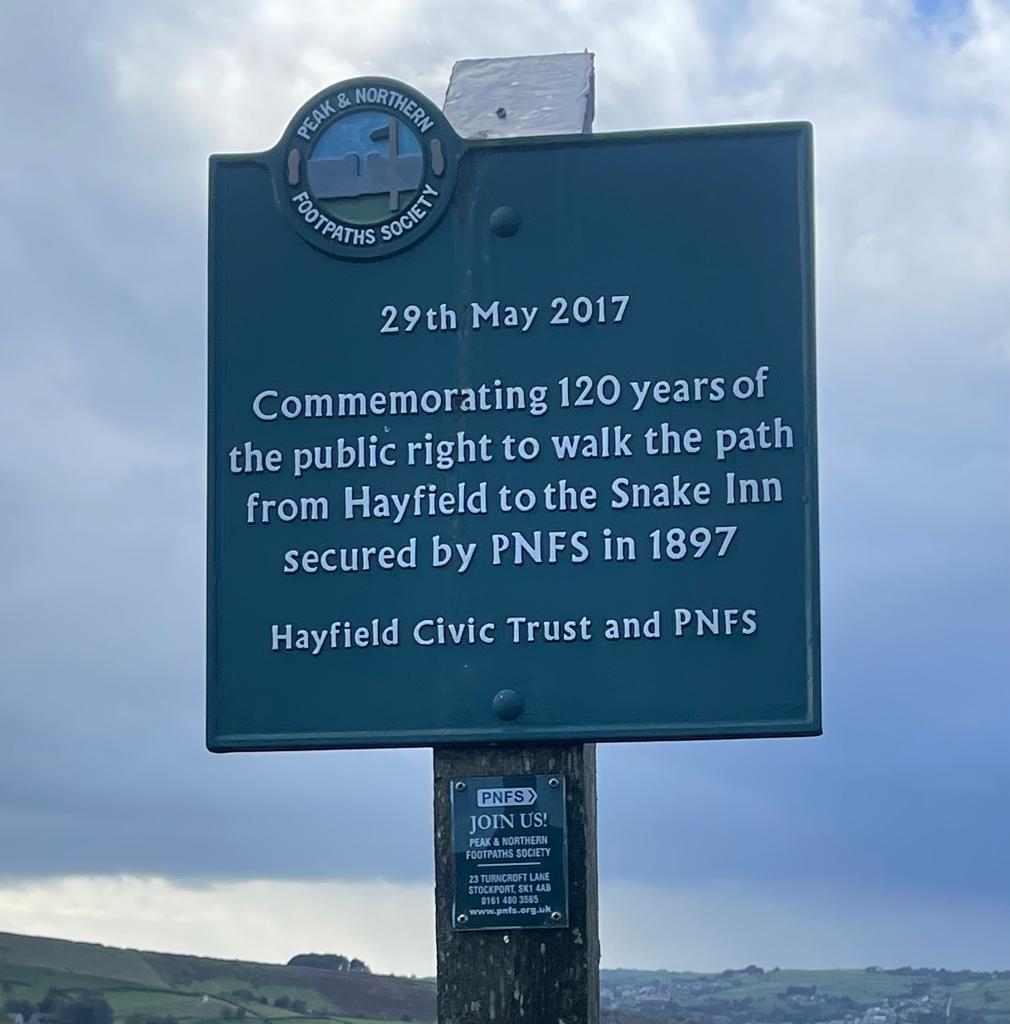 PEAK & NORTHERN
FOOTPATHS SOCIETY
29th May 2017
Commemorating 120 years of
the public right to walk the path
from Hayfield to the Snake Inn
secured by PNFS in 1897
Hayfield Civic Trust and PNFS
PNFS
JOIN US!
PEAK & NORTHERN
FOOTPATHS SOCIETY
23 TURNCROFT LANE
STOCKPORT, SK1 4AB
0161 480 3565
www.pnfs.org.uk